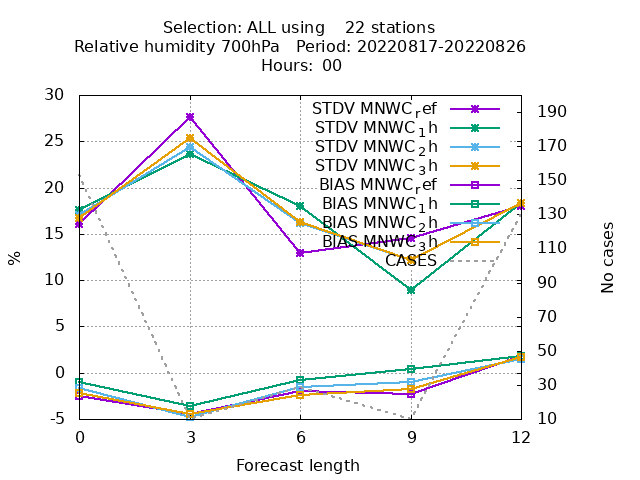 Selection: ALL using    22 stations
Relative humidity 700hPa   Period: 20220817-20220826
Hours: 00
30
25
20
15
10
5
0
-5
%
STDV MNWC_ref
STDV MNWC_1h
STDV MNWC_2h
STDV MNWC_3h
BIAS MNWC_ref
BIAS MNWC_1h
BIAS MNWC_2h
BIAS MNWC_3h
CASES
190
170
150
130
110
90
70
50
30
10
No cases
0 3 6 9 12
Forecast length